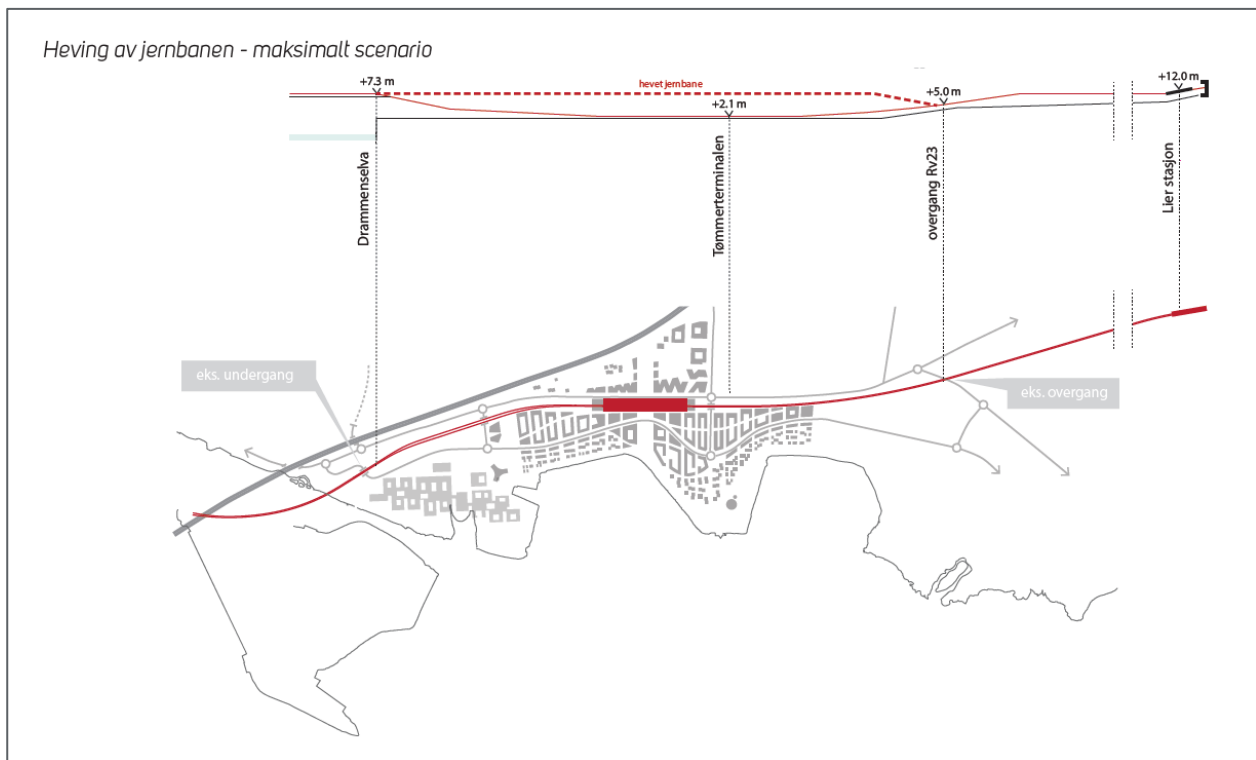 Heving av jernbanen - maksimalt scenario
+7.3 m
hevet jernbane
+2.1 m
+5.0 m
+12.0 m
Drammenselva
Tømmerterminalen
overgang Rv23
Lier stasjon
eks. undergang
eks. overgang